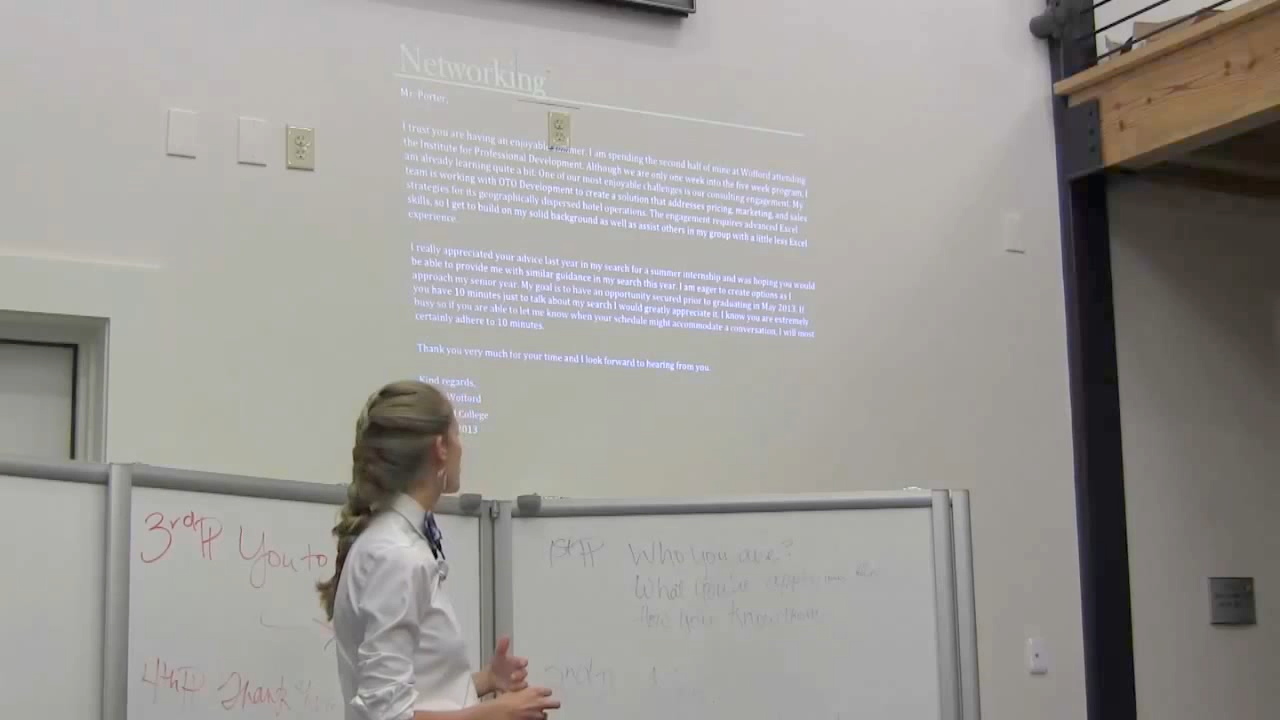 Networking
Mr. Porter,
I trust you are having an enjoyable summer. I am spending the second half of mine at Wofford attending
the Institute for Professional Development. Although we are only one week into the five week program, I
am already learning quite a bit. One of our most enjoyable challenges is our consulting engagement. My
team is working with OTO Development to create a solution that addresses pricing, marketing, and sales
strategies for its geographically dispersed hotel operations. The engagement requires advanced Excel
skills, so I get to build on my solid background as well as assist others in my group with a little less Excel
experience.
I really appreciated your advice last year in my search for a summer internship and was hoping you would
be able to provide me with similar guidance in my search this year. I am eager to create options as I
approach my senior year. My goal is to have an opportunity secured prior to graduating in May 2013. If
you have 10 minutes just to talk about my search I would greatly appreciate it. I know you are extremely
busy so if you are able to let me know when your schedule might accommodate a conversation, I will most
certainly adhere to 10 minutes.
Thank you very much for your time and I look forward to hearing from you.
Kind regards,
Wofford
College
2013
3rd P You to
4th P Thank
1st P Who you are?
What you're
How you know them
2nd P